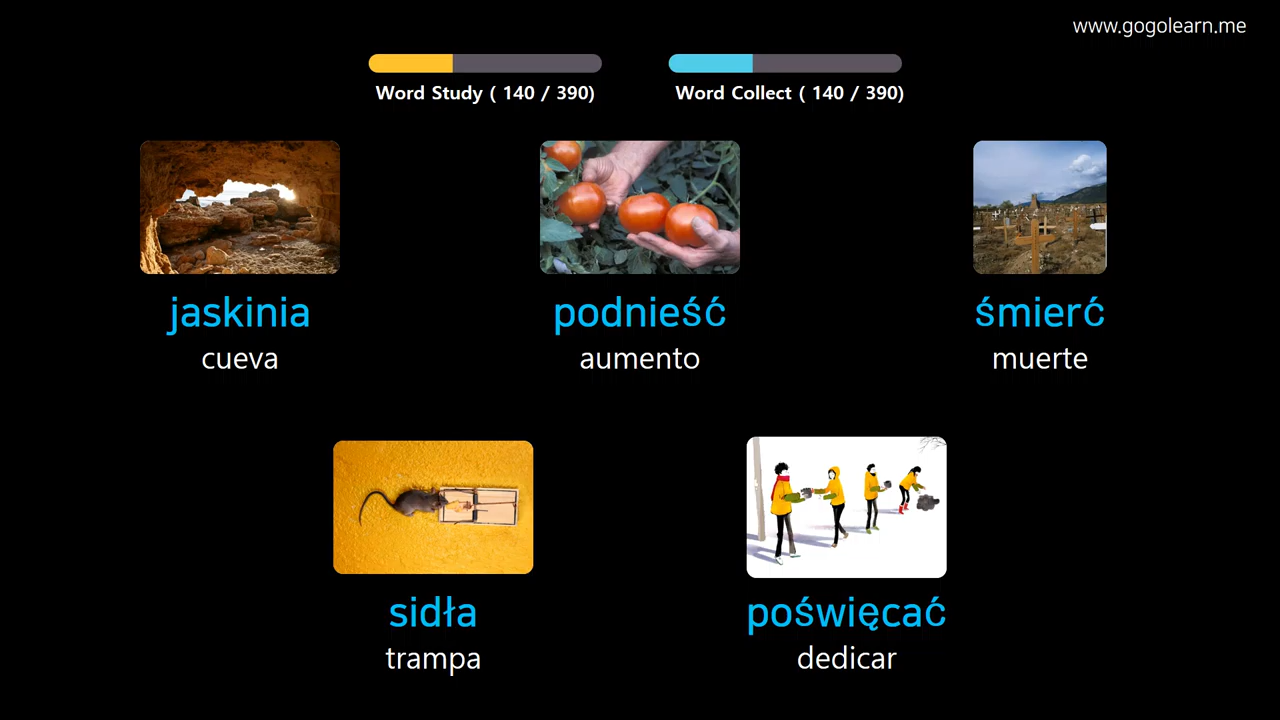 www.gogolearn.me
Word Study ( 140 / 390)
Word Collect ( 140 / 390)
jaskinia
cueva
podnieść
aumento
śmierć
muerte
sidła
trampa
poświęcać
dedicar